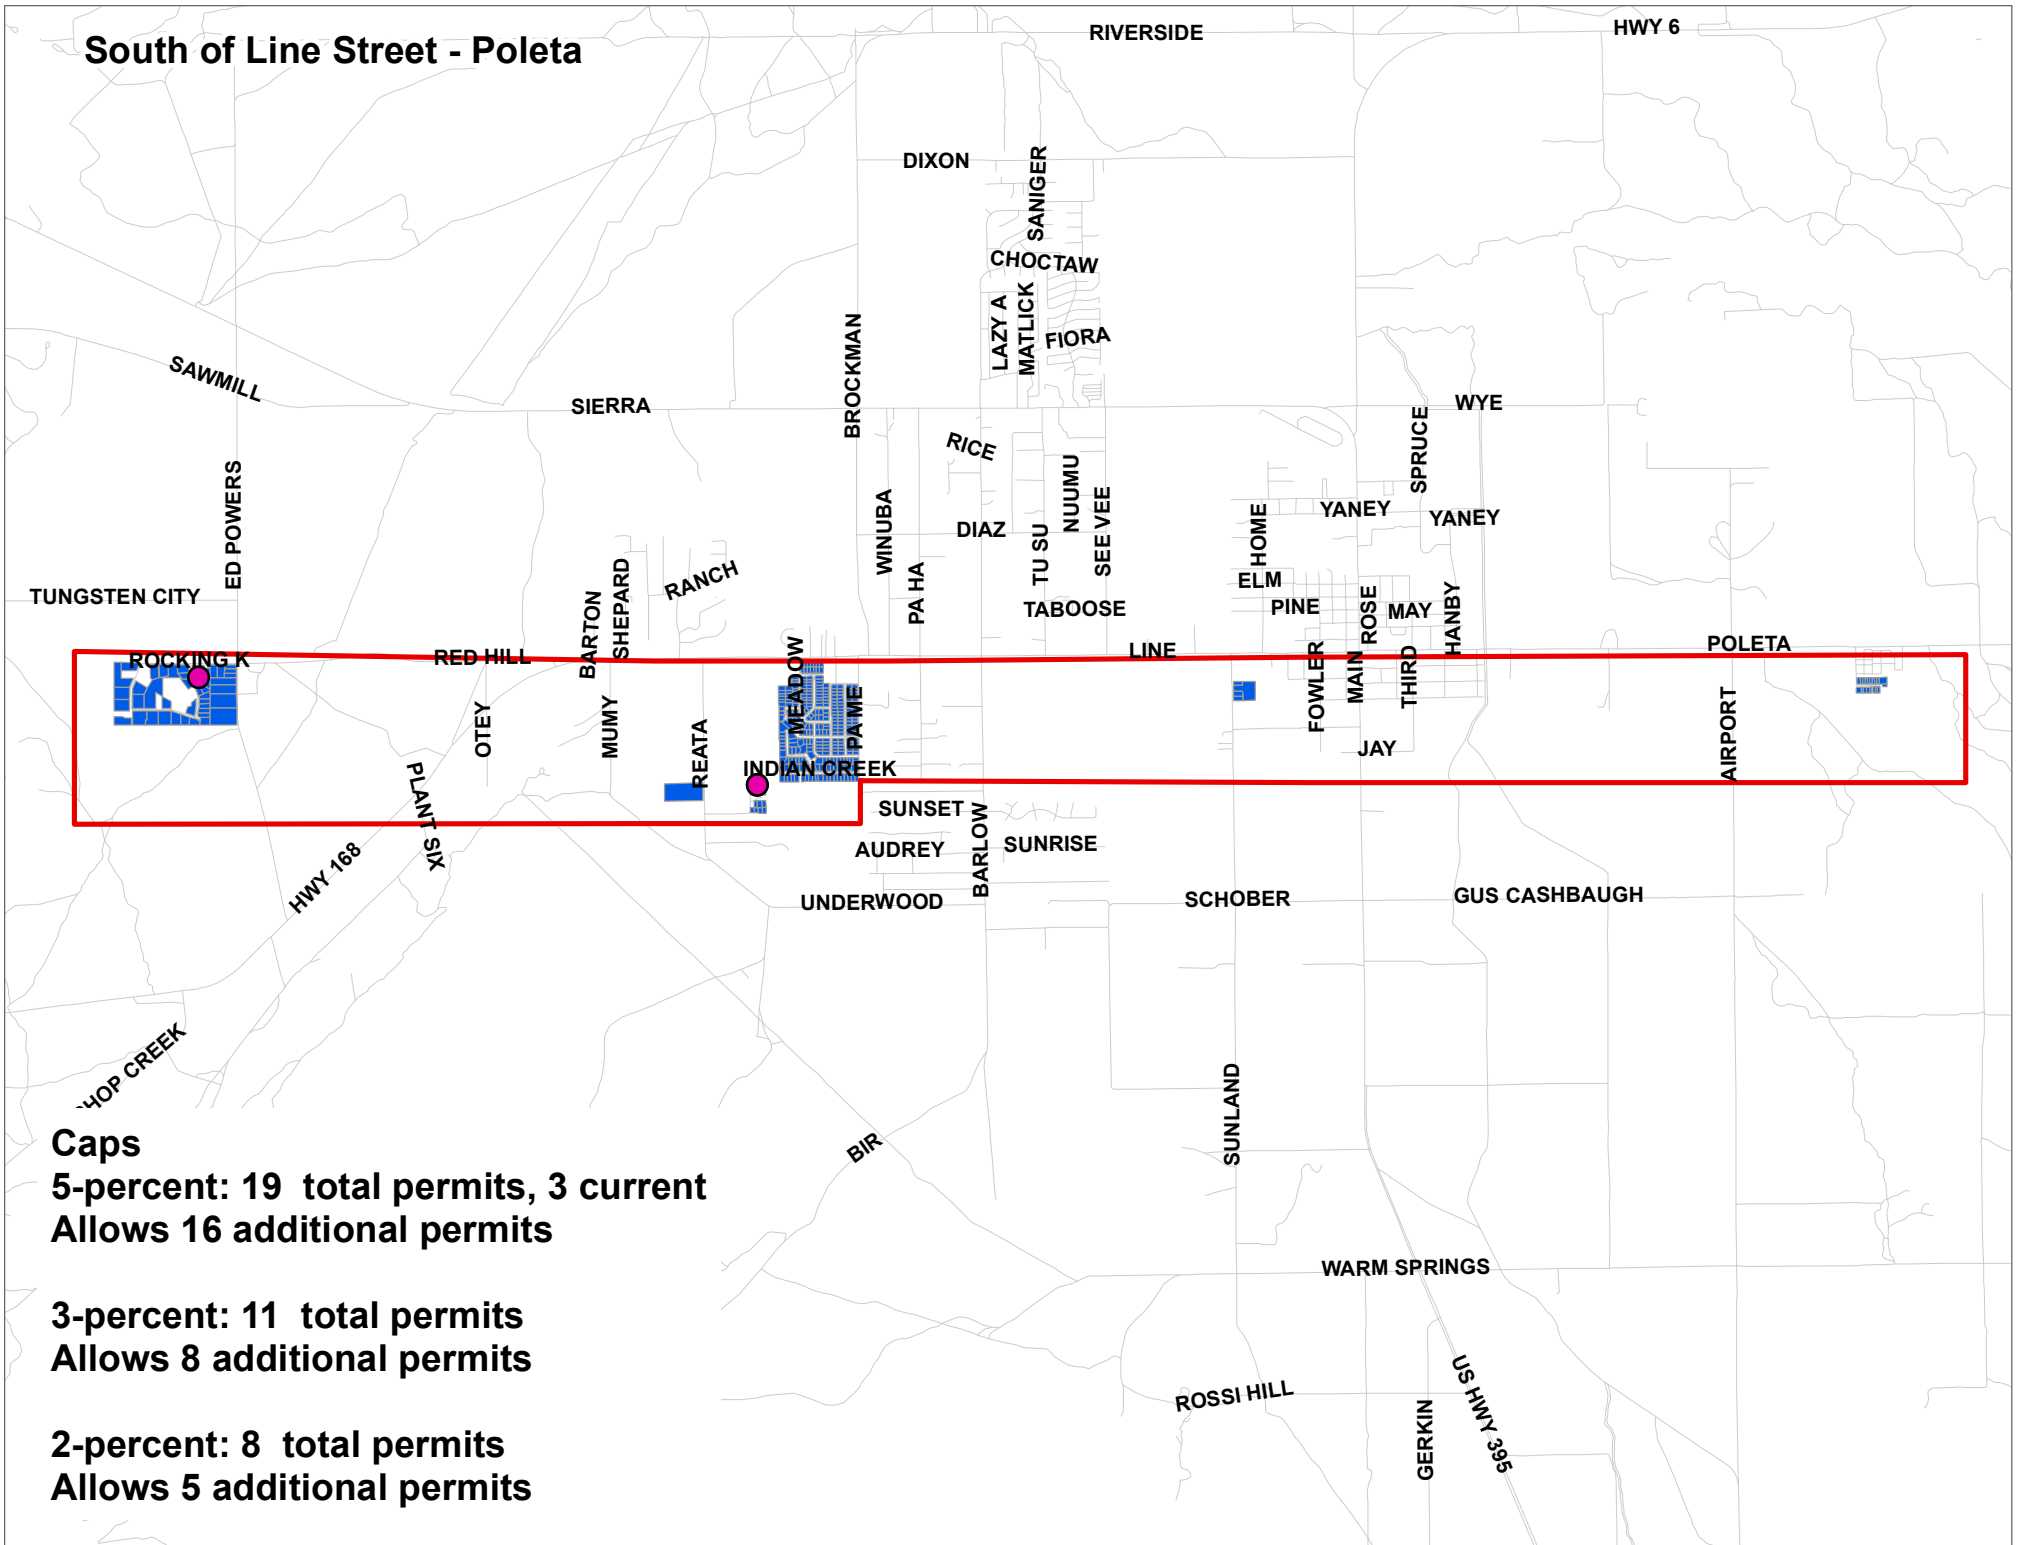 South of Line Street - Poleta
RIVERSIDE
HWY 6
DIXON
SANIGER
CHOCTAW
LAZY A
MATLICK
FIORA
BROCKMAN
SAWMILL
SIERRA
WYE
SPRUCE
RICE
NUUMU
ED POWERS
WINUBA
SEE VEE
HOME
YANEY
YANEY
DIAZ
TU SU
TUNGSTEN CITY
BARTON
SHEPARD
RANCH
PA HA
TABOOSE
ELM
PINE
ROSE
MAY
HANBY
ROCKING K
RED HILL
MEADOW
LINE
POLETA
FOWLER
MAIN
THIRD
OTEY
MUMY
REATA
PA ME
JAY
AIRPORT
INDIAN CREEK
PLANT SIX
SUNSET
BARLOW
SUNRISE
AUDREY
HWY 168
UNDERWOOD
SCHOBER
GUS CASHBAUGH
HOP CREEK
SUNLAND
BIR
Caps
5-percent: 19 total permits, 3 current
Allows 16 additional permits
3-percent: 11 total permits
Allows 8 additional permits
2-percent: 8 total permits
Allows 5 additional permits
WARM SPRINGS
ROSSI HILL
GERKIN
US HWY 395